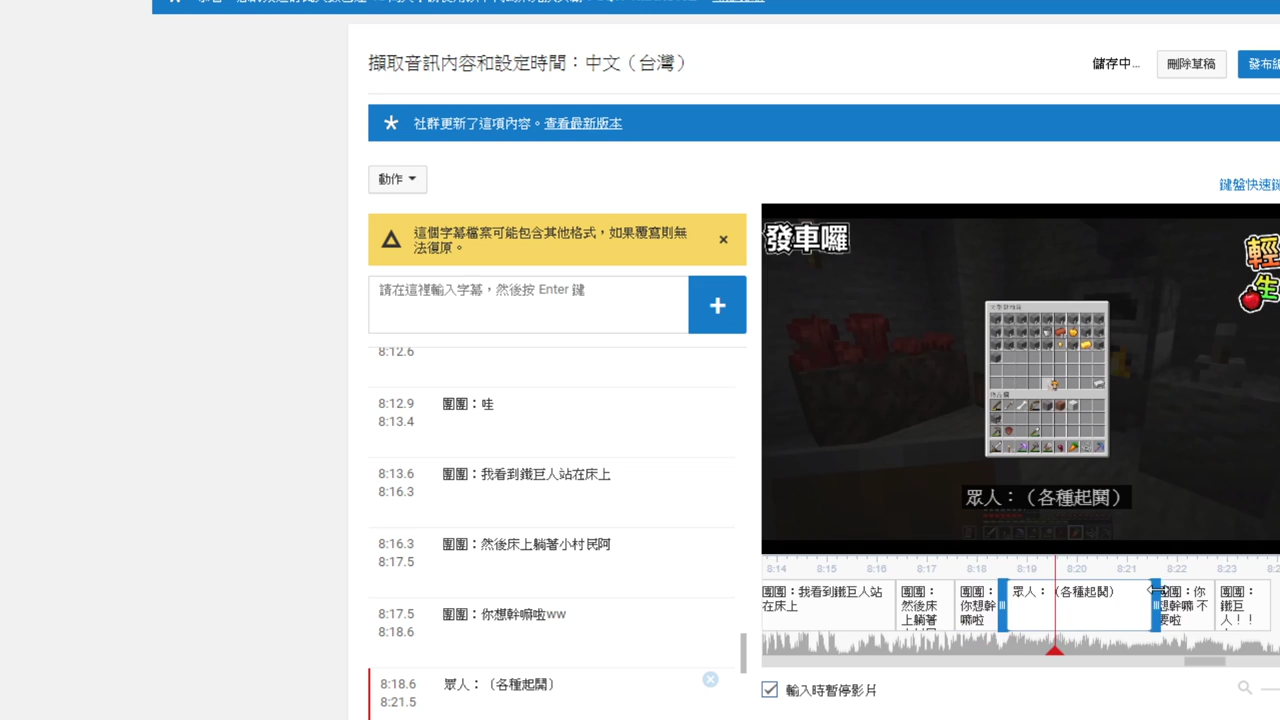 擷取音訊內容和設定時間：中文（台灣）
儲存中...
刪除草稿
發布
社群更新了這項內容。查看最新版本
動作
鍵盤快速鍵
這個字幕檔案可能包含其他格式，如果覆寫則無
法復原。
請在這裡輸入字幕，然後按 Enter 鍵
+
8:12.6
8:12.9
團團：哇
8:13.4
8:13.6
團團：我看到鐵巨人站在床上
8:16.3
8:16.3
團團：然後床上躺著小村民阿
8:17.5
8:17.5
團團：你想幹嘛啦ww
8:18.6
8:18.6
眾人：（各種起鬨）
8:21.5
發車囉
輕
生
眾人：（各種起鬨）
8:14 8:15 8:16 8:17 8:18 8:19 8:20 8:21 8:22 8:23
團團：我看到鐵巨人站
在床上
團團：
然後床
上躺著
團團：
你想幹
嘛啦
眾人：（各種起鬨）
團團：你
想幹嘛 不
要啦
團團：
鐵巨
人！！
輸入時暫停影片